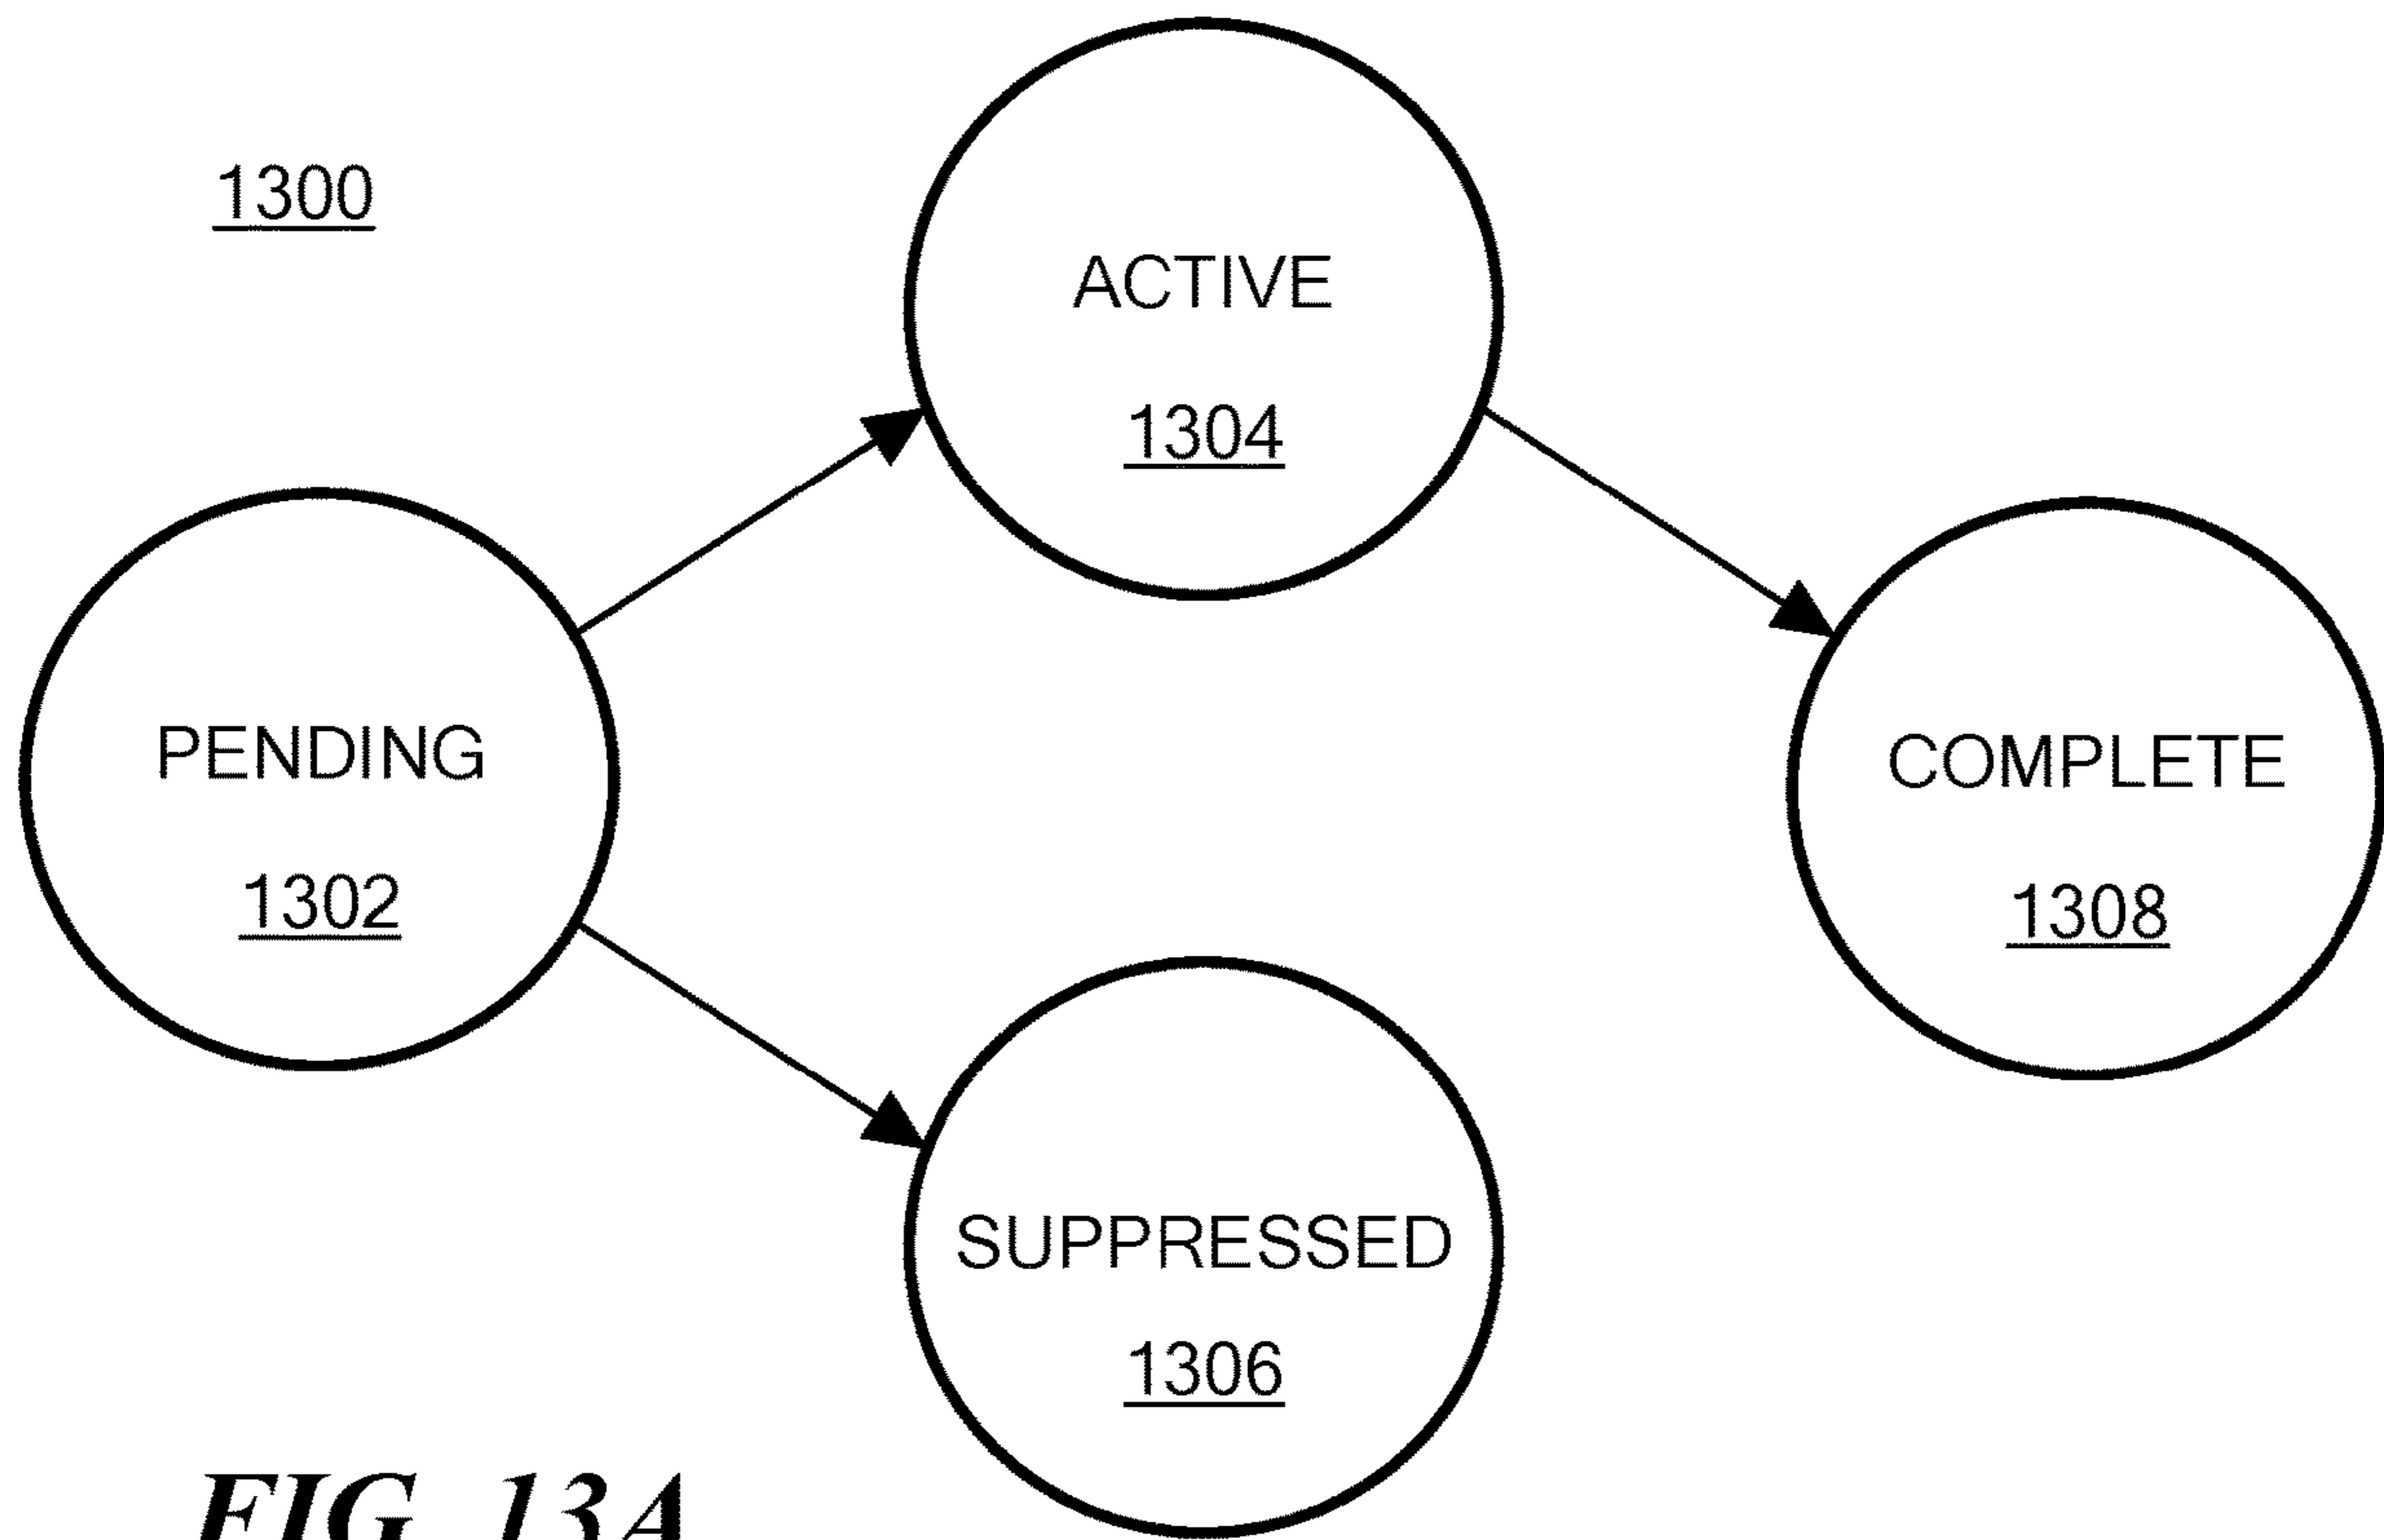 1300
ACTIVE
1304
PENDING
1302
COMPLETE
1308
SUPPRESSED
1306
FIG. 13A